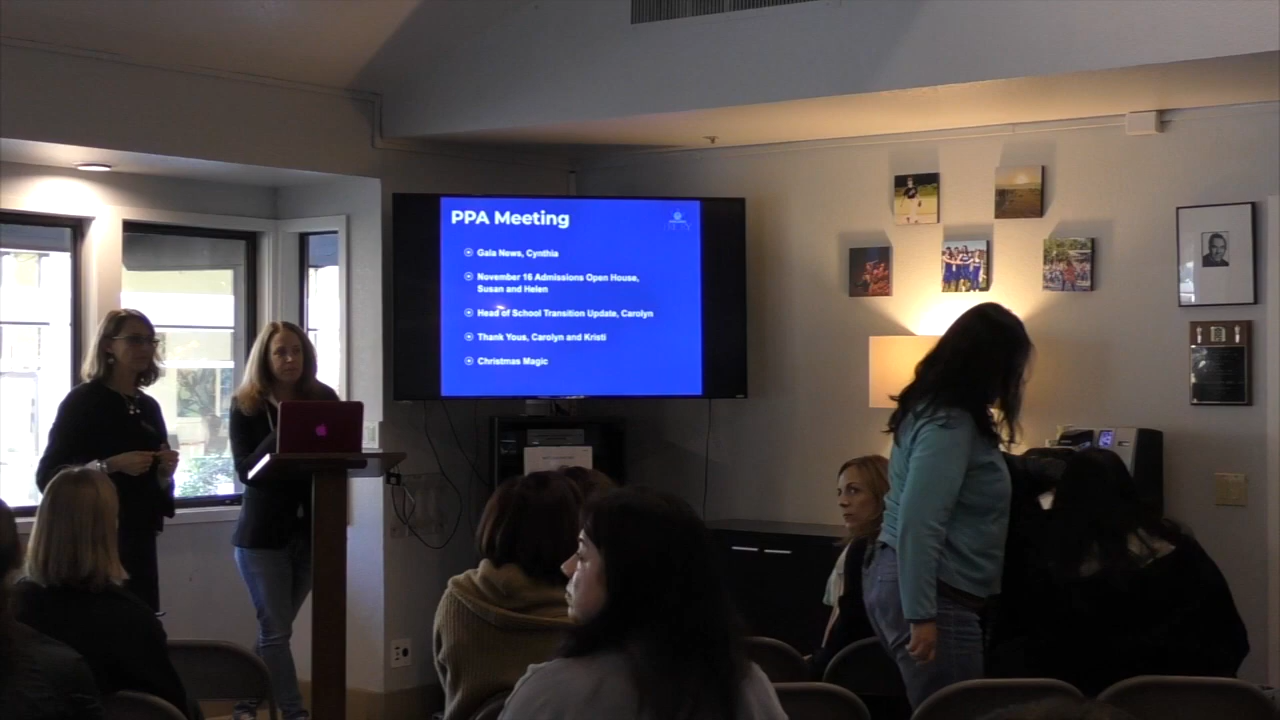 PPA Meeting
Gala News, Cynthia
November 16 Admissions Open House,
Susan and Helen
Head of School Transition Update, Carolyn
Thank Yous, Carolyn and Kristi
Christmas Magic